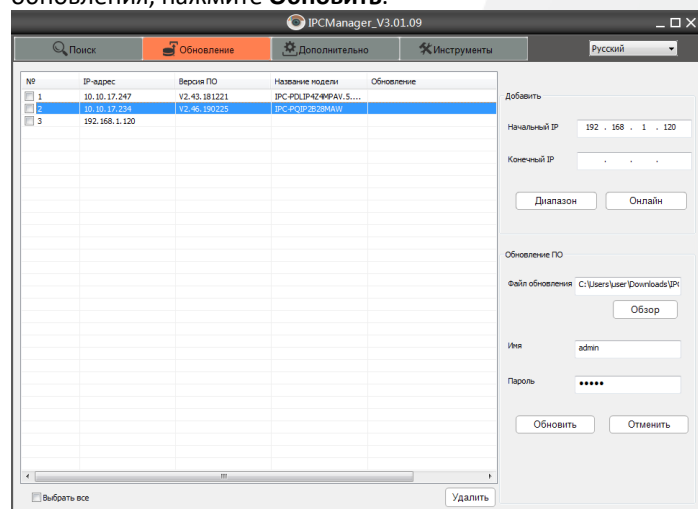 обновления, нажмите Обновить.
IPCManager_V3.01.09
Поиск Обновление Дополнительно Инструменты Русский
№ IP-адрес Версия ПО Название модели Обновление
1 10.10.17.247 V2.43.181221 IPC-PDLIP4Z4MPAV.5....
2 10.10.17.234 V2.46.190225 IPC-PQIP2B28MAW
3 192.168.1.120
Добавить
Начальный IP 192 . 168 . 1 . 120
Конечный IP . . .
Диапазон Онлайн
Обновление ПО
Файл обновления C:\Users\user\Downloads\IP(
Обзор
Имя admin
Пароль •••••
Обновить Отменить
Выбрать все Удалить